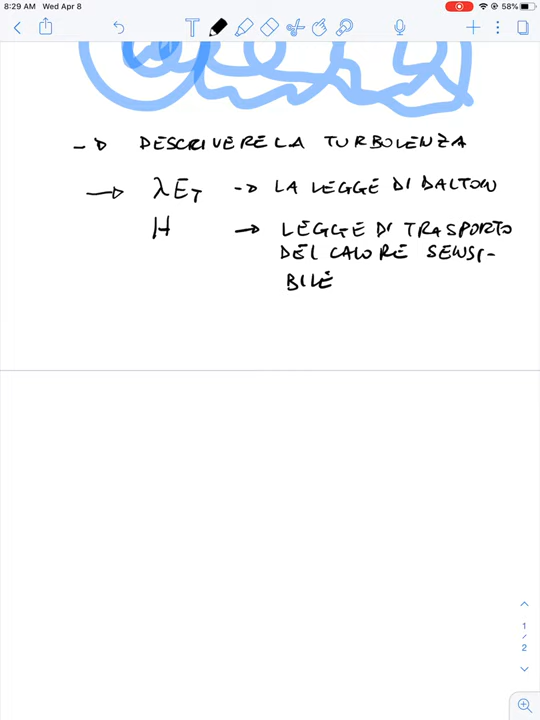 8:29 AM Wed Apr 8
58%
→ DESCRIVERE LA TURBOLENZA
→ λE_T → LA LEGGE DI DALTON
H → LEGGE DI TRASPORTO
DEL CALORE SENSI-
BILE
1
/
2